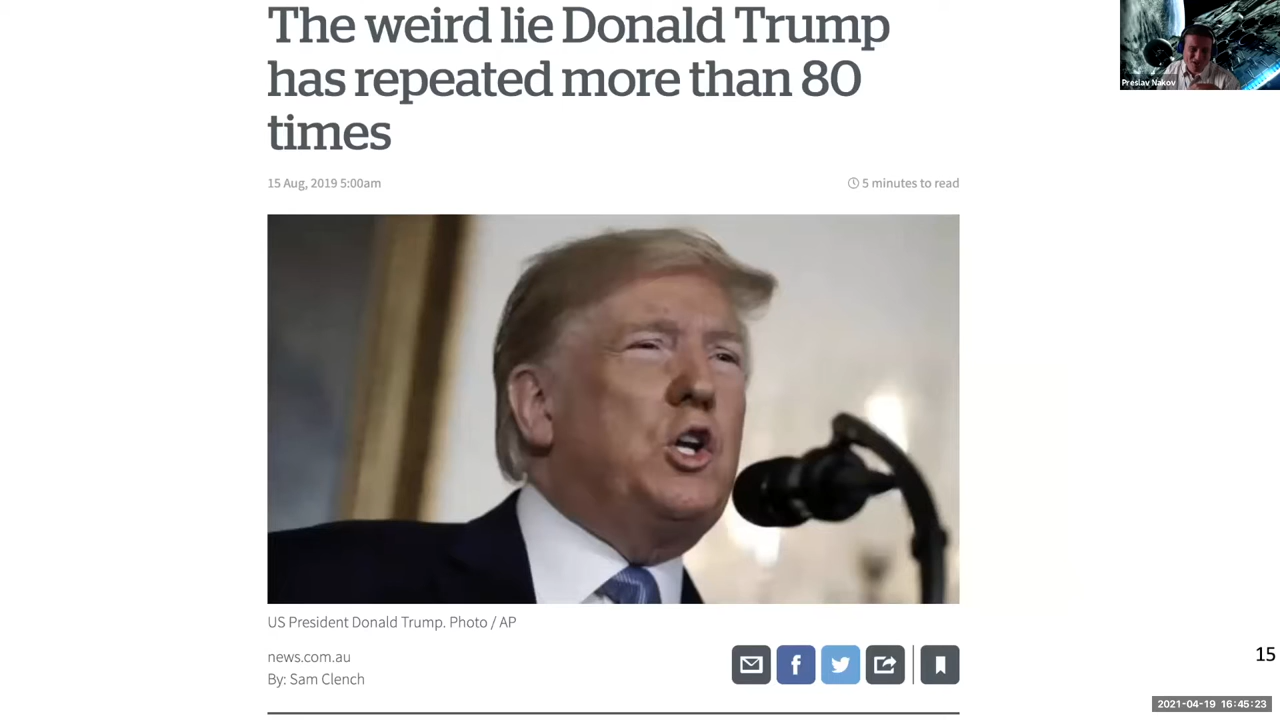 The weird lie Donald Trump
has repeated more than 80
times
15 Aug, 2019 5:00am
5 minutes to read
US President Donald Trump. Photo / AP
news.com.au
By: Sam Clench
Preslav Nakov
15
2021-04-19 16:45:23